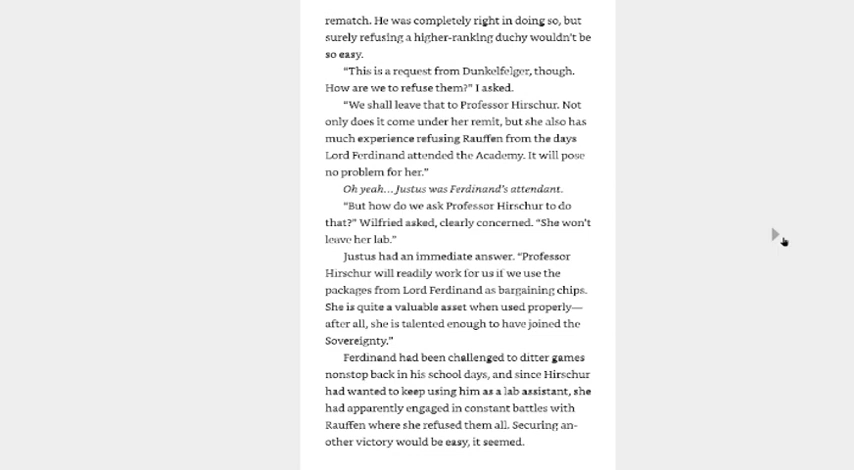 rematch. He was completely right in doing so, but
surely refusing a higher-ranking duchy wouldn't be
so easy.
"This is a request from Dunkelfelger, though.
How are we to refuse them?" I asked.
"We shall leave that to Professor Hirschur. Not
only does it come under her remit, but she also has
much experience refusing Rauffen from the days
Lord Ferdinand attended the Academy. It will pose
no problem for her."
Oh yeah... Justus was Ferdinand's attendant.
"But how do we ask Professor Hirschur to do
that?" Wilfried asked, clearly concerned. "She won't
leave her lab."
Justus had an immediate answer. "Professor
Hirschur will readily work for us if we use the
packages from Lord Ferdinand as bargaining chips.
She is quite a valuable asset when used properly—
after all, she is talented enough to have joined the
Sovereignty."
Ferdinand had been challenged to ditter games
nonstop back in his school days, and since Hirschur
had wanted to keep using him as a lab assistant, she
had apparently engaged in constant battles with
Rauffen where she refused them all. Securing an-
other victory would be easy, it seemed.